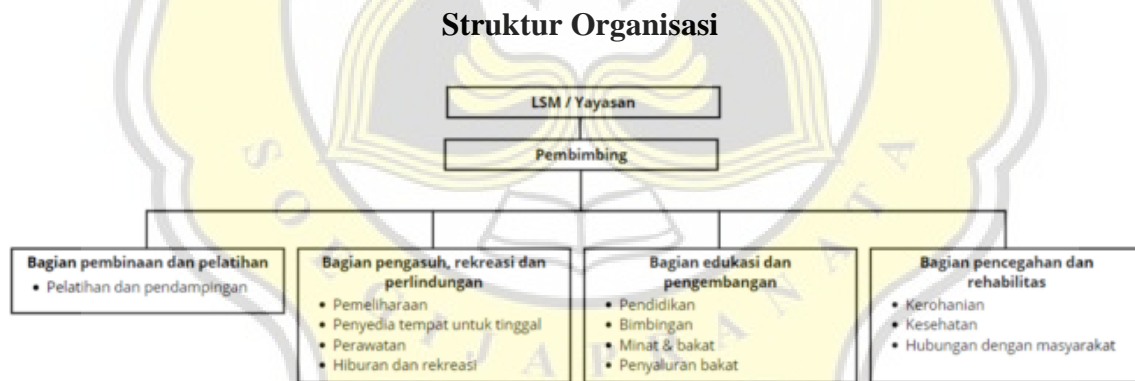 Struktur Organisasi
LSM / Yayasan
Pembimbing
Bagian pembinaan dan pelatihan
• Pelatihan dan pendampingan
Bagian pengasuh, rekreasi dan
perlindungan
• Pemeliharaan
• Penyedia tempat untuk tinggal
• Perawatan
• Hiburan dan rekreasi
Bagian edukasi dan
pengembangan
• Pendidikan
• Bimbingan
• Minat & bakat
• Penyaluran bakat
Bagian pencegahan dan
rehabilitas
• Kerohanian
• Kesehatan
• Hubungan dengan masyarakat